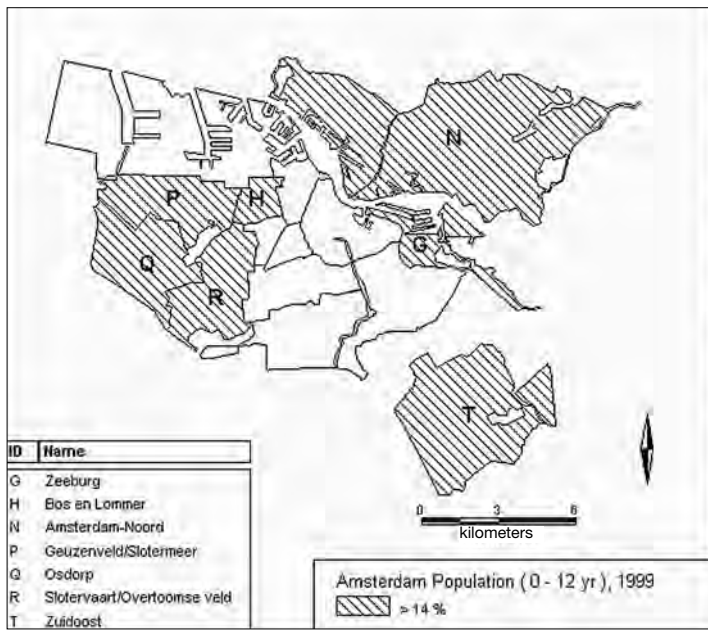 N
P
H
G
Q
R
T
ID Name
G Zeeburg
H Bos en Lommer
N Amsterdam-Noord
P Geuzenveld/Slotermeer
Q Osdorp
R Slotervaart/Overtoomse veld
T Zuidoost
0 3 6
kilometers
Amsterdam Population ( 0 - 12 yr ), 1999
> 14 %